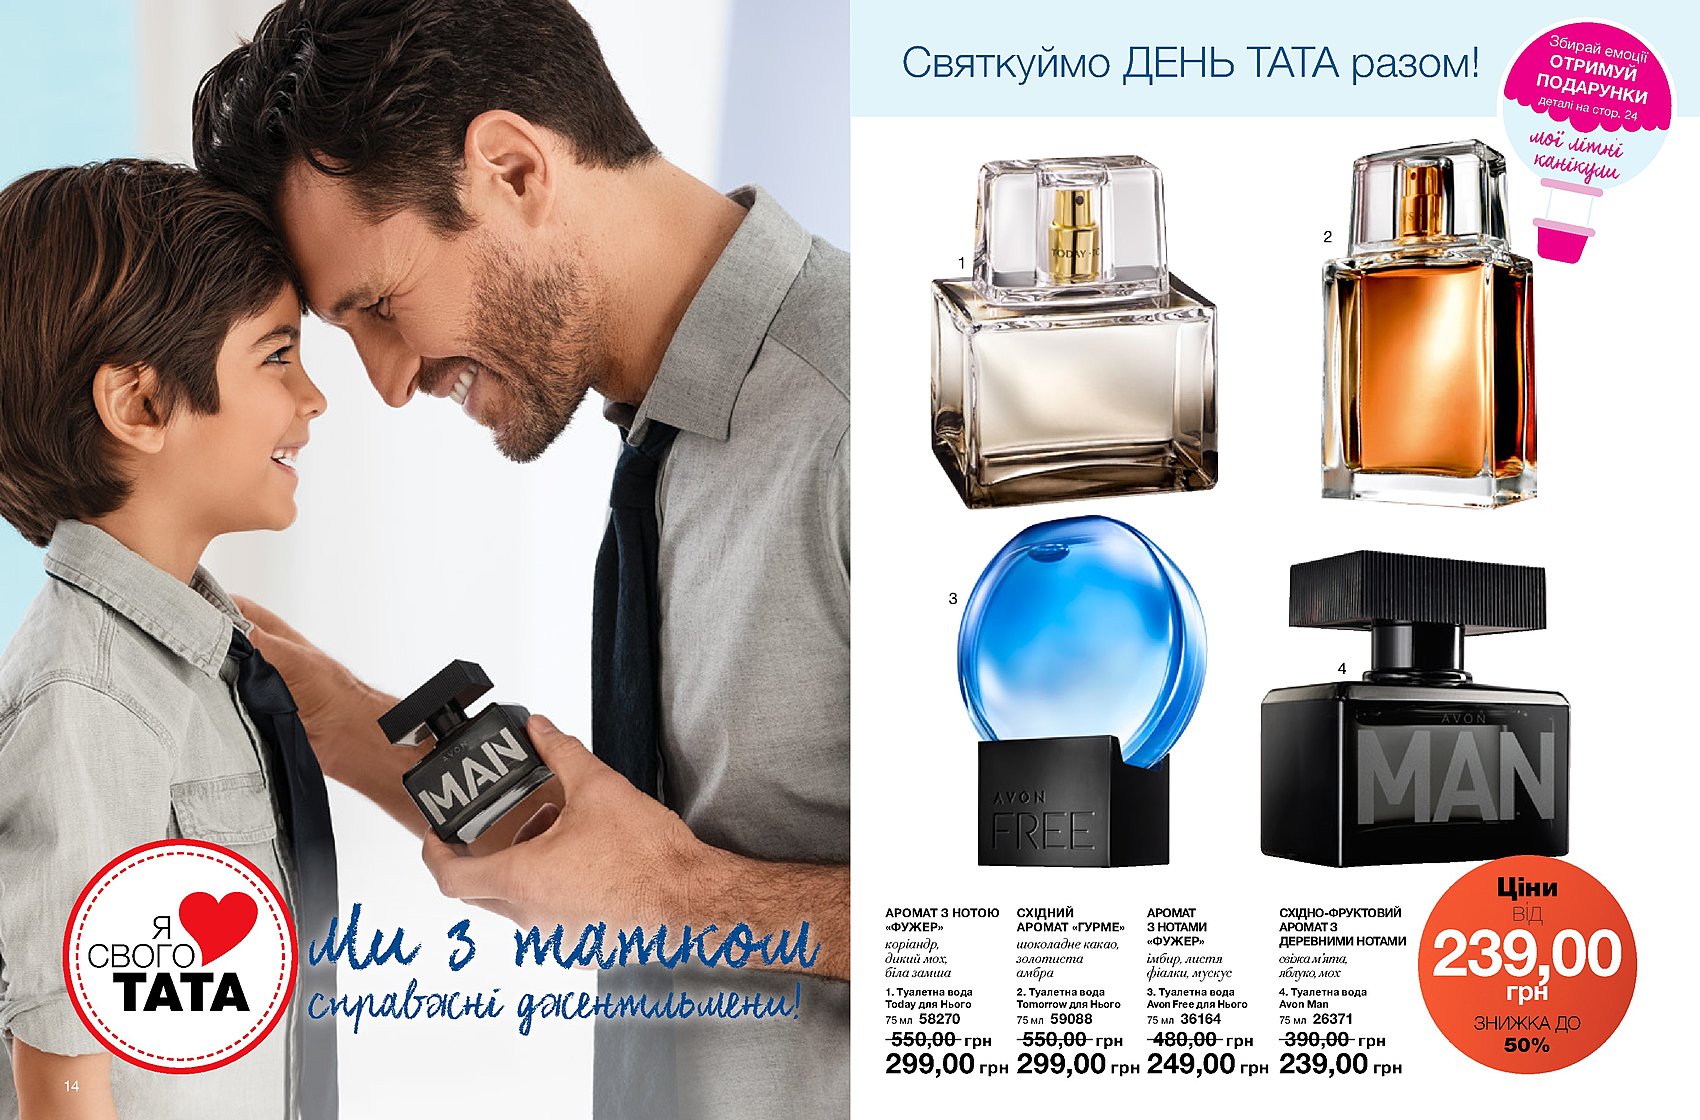 AVON
MAN
Я
СВОГО
ТАТА
Ми з татком
справжні джентльмени!
14
Святкуймо ДЕНЬ ТАТА разом!
Збирай емоції
ОТРИМУЙ
ПОДАРУНКИ
деталі на стор. 24
мої літні
канікули
1
TODAY · TO
2
3
AVON
FREE
4
AVON
MAN
АРОМАТ З НОТОЮ
«ФУЖЕР»
коріандр,
дикий мох,
біла замша
1. Туалетна вода
Today для Нього
75 мл 58270
550,00 грн
299,00 грн
СХІДНИЙ
АРОМАТ «ГУРМЕ»
шоколадне какао,
золотиста
амбра
2. Туалетна вода
Tomorrow для Нього
75 мл 59088
550,00 грн
299,00 грн
АРОМАТ
З НОТАМИ
«ФУЖЕР»
імбир, листя
фіалки, мускус
3. Туалетна вода
Avon Free для Нього
75 мл 36164
480,00 грн
249,00 грн
СХІДНО-ФРУКТОВИЙ
АРОМАТ З
ДЕРЕВНИМИ НОТАМИ
свіжа м'ята,
яблуко, мох
4. Туалетна вода
Avon Man
75 мл 26371
390,00 грн
239,00 грн
Ціни
від
239,00
грн
ЗНИЖКА ДО
50%